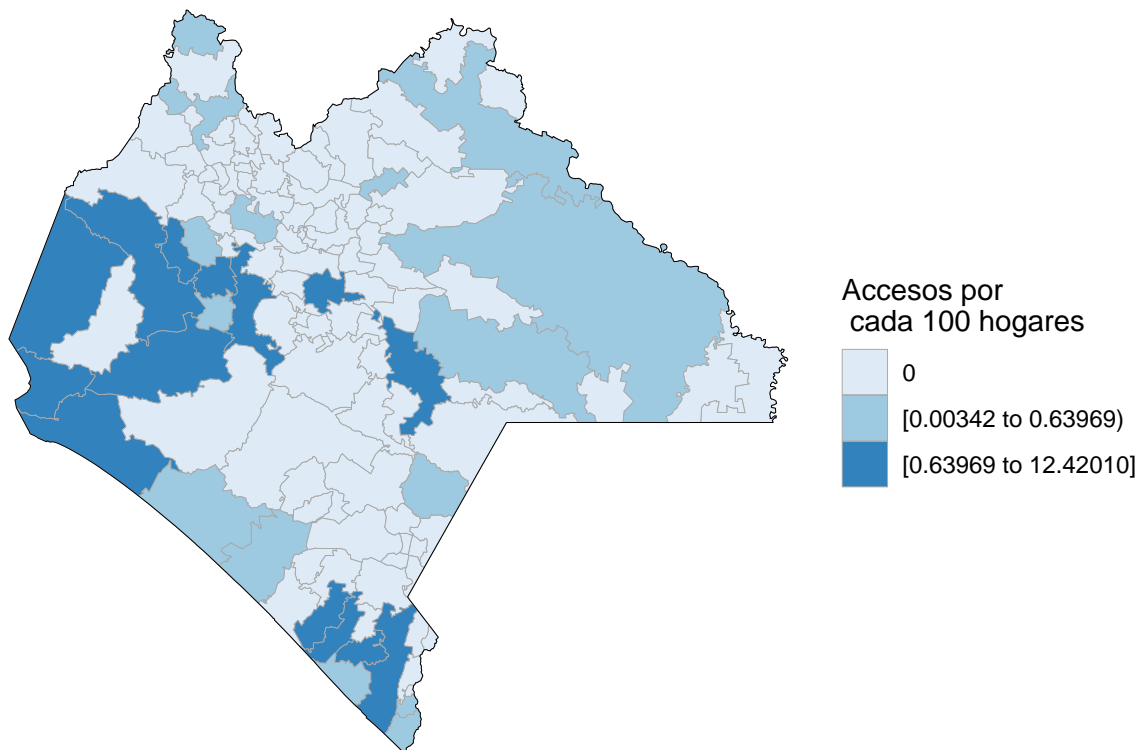 Accesos por
cada 100 hogares
0
[0.00342 to 0.63969)
[0.63969 to 12.42010]